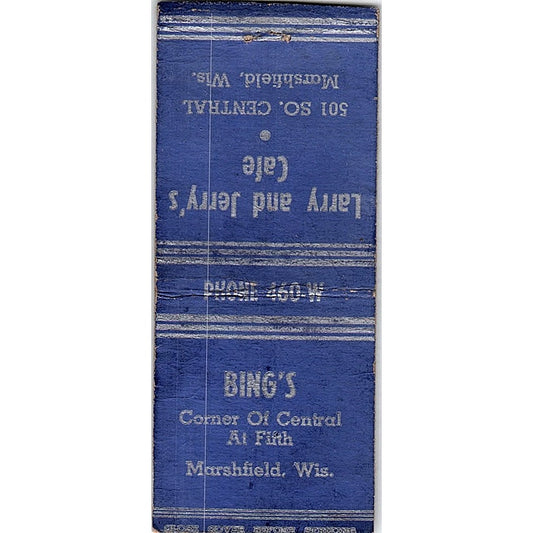 501 SO. CENTRAL
Marshfield, Wis.
Larry and Jerry's
Cafe
PHONE 460-W
BING'S
Corner Of Central
At Fifth
Marshfield, Wis.